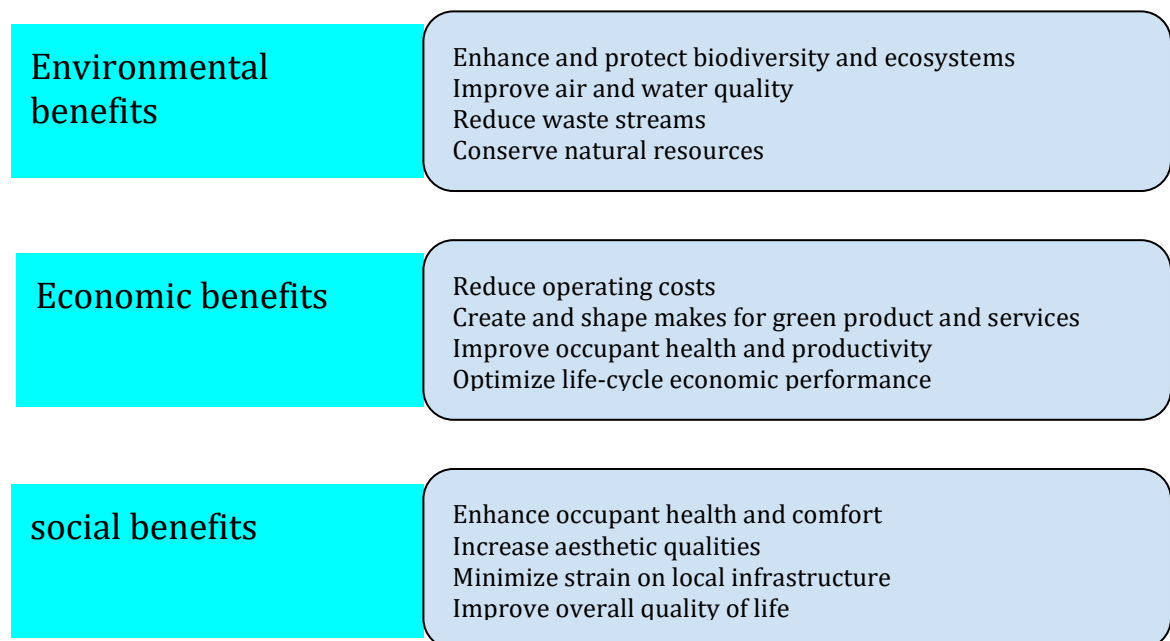 Environmental
benefits
Enhance and protect biodiversity and ecosystems
Improve air and water quality
Reduce waste streams
Conserve natural resources
Economic benefits
Reduce operating costs
Create and shape makes for green product and services
Improve occupant health and productivity
Optimize life-cycle economic performance
social benefits
Enhance occupant health and comfort
Increase aesthetic qualities
Minimize strain on local infrastructure
Improve overall quality of life